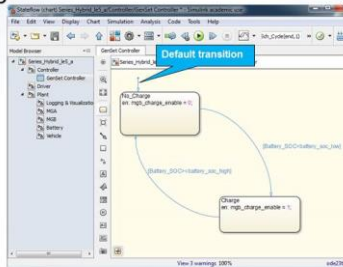 Stateflow (chart) Series_Hybrid_le5_a/Controller/GenSet Controller * - Simulink academic use
File Edit View Display Chart Simulation Analysis Code Tools Help
Model Browser
GenSet Controller
Default transition
Series_Hybrid_le5_a
Controller
GenSet Controller
Driver
Plant
Logging & Visualization
MGA
MGB
Battery
Vehicle
No_Charge
en: mgb_charge_enable = 0;
[Battery_SOC<=battery_soc_low]
[Battery_SOC>=battery_soc_high]
Charge
en: mgb_charge_enable = 1;
View 3 warnings 100%